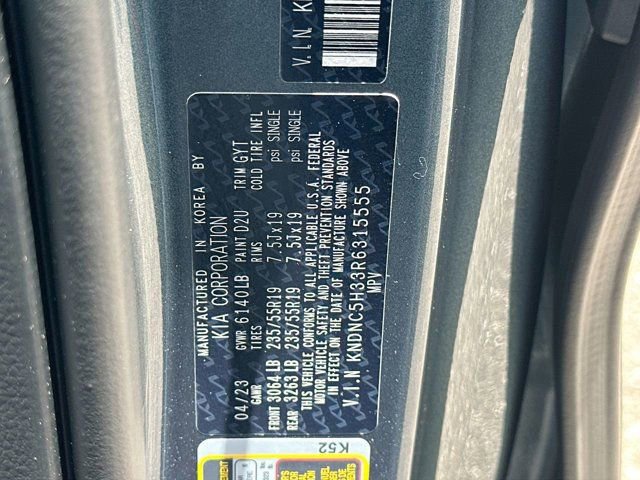 V.I.N K
MANUFACTURED IN KOREA BY
KIA CORPORATION
04/23 GVWR 6140LB PAINT D2U TRIM GYT
GAWR TIRES RIMS COLD TIRE INFL
FRONT 3064LB 235/55R19 7.5Jx19 psi SINGLE
REAR 3263LB 235/55R19 7.5Jx19 psi SINGLE
THIS VEHICLE CONFORMS TO ALL APPLICABLE U.S.A. FEDERAL
MOTOR VEHICLE SAFETY AND THEFT PREVENTION STANDARDS
IN EFFECT ON THE DATE OF MANUFACTURE SHOWN ABOVE
V.I.N KNDNC5H33R6315555
MPV
K52